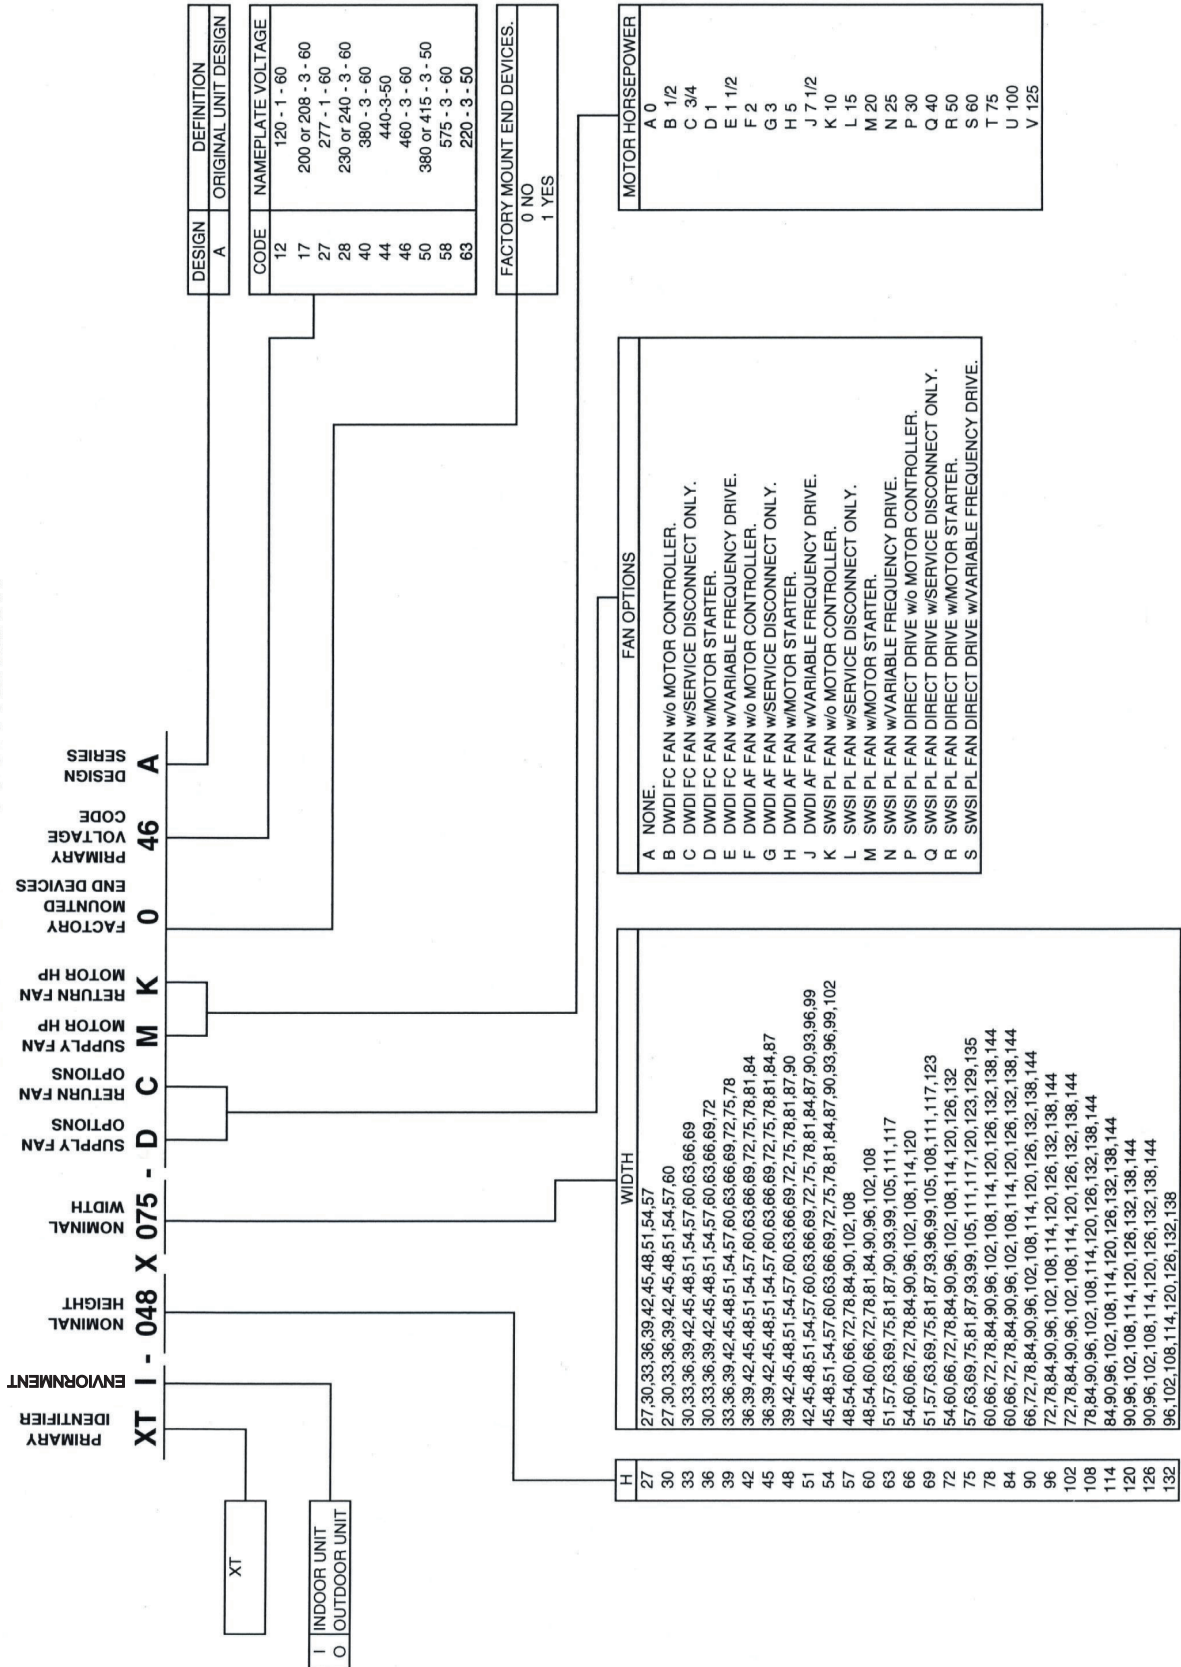 PRIMARY IDENTIFIER
ENVIORNMENT
NOMINAL HEIGHT
NOMINAL WIDTH
SUPPLY FAN OPTIONS
RETURN FAN OPTIONS
SUPPLY FAN MOTOR HP
RETURN FAN MOTOR HP
FACTORY MOUNTED END DEVICES
PRIMARY VOLTAGE CODE
DESIGN SERIES
XT I - 048 X 075 - D C M K 0 46 A
XT
I INDOOR UNIT
O OUTDOOR UNIT
DESIGN DEFINITION
A ORIGINAL UNIT DESIGN
CODE NAMEPLATE VOLTAGE
12 120 - 1 - 60
17 200 or 208 - 3 - 60
27 277 - 1 - 60
28 230 or 240 - 3 - 60
40 380 - 3 - 60
44 440-3-50
46 460 - 3 - 60
50 380 or 415 - 3 - 50
58 575 - 3 - 60
63 220 - 3 - 50
FACTORY MOUNT END DEVICES.
0 NO
1 YES
H WIDTH
27 27,30,33,36,39,42,45,48,51,54,57
30 27,30,33,36,39,42,45,48,51,54,57,60
33 30,33,36,39,42,45,48,51,54,57,60,63,66,69
36 30,33,36,39,42,45,48,51,54,57,60,63,66,69,72
39 33,36,39,42,45,48,51,54,57,60,63,66,69,72,75,78
42 36,39,42,45,48,51,54,57,60,63,66,69,72,75,78,81,84
45 36,39,42,45,48,51,54,57,60,63,66,69,72,75,78,81,84,87
48 39,42,45,48,51,54,57,60,63,66,69,72,75,78,81,87,90
51 42,45,48,51,54,57,60,63,66,69,72,75,78,81,84,87,90,93,96,99
54 45,48,51,54,57,60,63,66,69,72,75,78,81,84,87,90,93,96,99,102
57 48,54,60,66,72,78,84,90,102,108
60 48,54,60,66,72,78,81,84,90,96,102,108
63 51,57,63,69,75,81,87,90,93,99,105,111,117
66 54,60,66,72,78,84,90,96,102,108,114,120
69 51,57,63,69,75,81,87,93,96,99,105,108,111,117,123
72 54,60,66,72,78,84,90,96,102,108,114,120,126,132
75 57,63,69,75,81,87,93,99,105,111,117,120,123,129,135
78 60,66,72,78,84,90,96,102,108,114,120,126,132,138,144
84 60,66,72,78,84,90,96,102,108,114,120,126,132,138,144
90 66,72,78,84,90,96,102,108,114,120,126,132,138,144
96 72,78,84,90,96,102,108,114,120,126,132,138,144
102 72,78,84,90,96,102,108,114,120,126,132,138,144
108 78,84,90,96,102,108,114,120,126,132,138,144
114 84,90,96,102,108,114,120,126,132,138,144
120 90,96,102,108,114,120,126,132,138,144
126 90,96,102,108,114,120,126,132,138,144
132 96,102,108,114,120,126,132,138
FAN OPTIONS
A NONE.
B DWDI FC FAN w/o MOTOR CONTROLLER.
C DWDI FC FAN w/SERVICE DISCONNECT ONLY.
D DWDI FC FAN w/MOTOR STARTER.
E DWDI FC FAN w/VARIABLE FREQUENCY DRIVE.
F DWDI AF FAN w/o MOTOR CONTROLLER.
G DWDI AF FAN w/SERVICE DISCONNECT ONLY.
H DWDI AF FAN w/MOTOR STARTER.
J DWDI AF FAN w/VARIABLE FREQUENCY DRIVE.
K SWSI PL FAN w/o MOTOR CONTROLLER.
L SWSI PL FAN w/SERVICE DISCONNECT ONLY.
M SWSI PL FAN w/MOTOR STARTER.
N SWSI PL FAN w/VARIABLE FREQUENCY DRIVE.
P SWSI PL FAN DIRECT DRIVE w/o MOTOR CONTROLLER.
Q SWSI PL FAN DIRECT DRIVE w/SERVICE DISCONNECT ONLY.
R SWSI PL FAN DIRECT DRIVE w/MOTOR STARTER.
S SWSI PL FAN DIRECT DRIVE w/VARIABLE FREQUENCY DRIVE.
MOTOR HORSEPOWER
A 0
B 1/2
C 3/4
D 1
E 1 1/2
F 2
G 3
H 5
J 7 1/2
K 10
L 15
M 20
N 25
P 30
Q 40
R 50
S 60
T 75
U 100
V 125